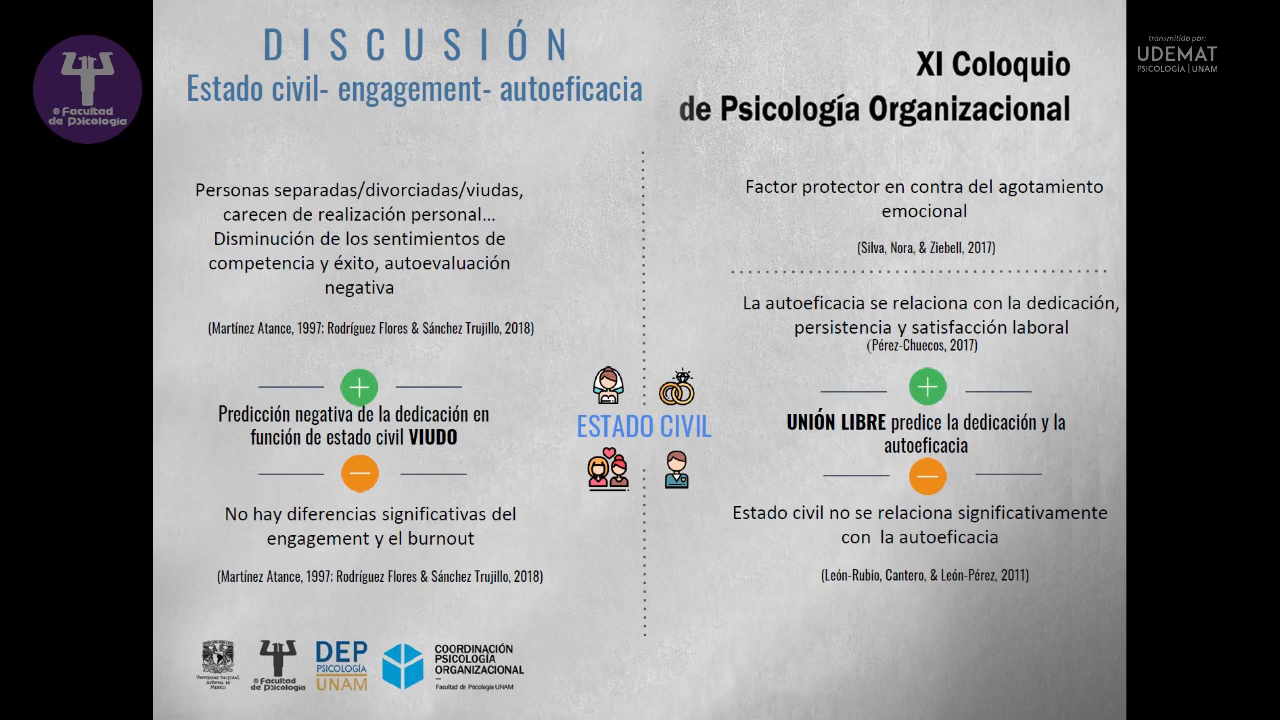 DISCUSIÓN
Estado civil- engagement- autoeficacia
XI Coloquio
de Psicología Organizacional
® Facultad
de Psicología
transmitido por:
UDEMAT
PSICOLOGÍA | UNAM
Personas separadas/divorciadas/viudas,
carecen de realización personal...
Disminución de los sentimientos de
competencia y éxito, autoevaluación
negativa
(Martínez Atance, 1997; Rodríguez Flores & Sánchez Trujillo, 2018)
Predicción negativa de la dedicación en
función de estado civil VIUDO
No hay diferencias significativas del
engagement y el burnout
(Martínez Atance, 1997; Rodríguez Flores & Sánchez Trujillo, 2018)
ESTADO CIVIL
Factor protector en contra del agotamiento
emocional
(Silva, Nora, & Ziebell, 2017)
La autoeficacia se relaciona con la dedicación,
persistencia y satisfacción laboral
(Pérez-Chuecos, 2017)
UNIÓN LIBRE predice la dedicación y la
autoeficacia
Estado civil no se relaciona significativamente
con la autoeficacia
(León-Rubio, Cantero, & León-Pérez, 2011)
Universidad Nacional
Autónoma de
México
® Facultad
de Psicología
DEP
PSICOLOGÍA
UNAM
COORDINACIÓN
PSICOLOGÍA
ORGANIZACIONAL
Facultad de Psicología UNAM